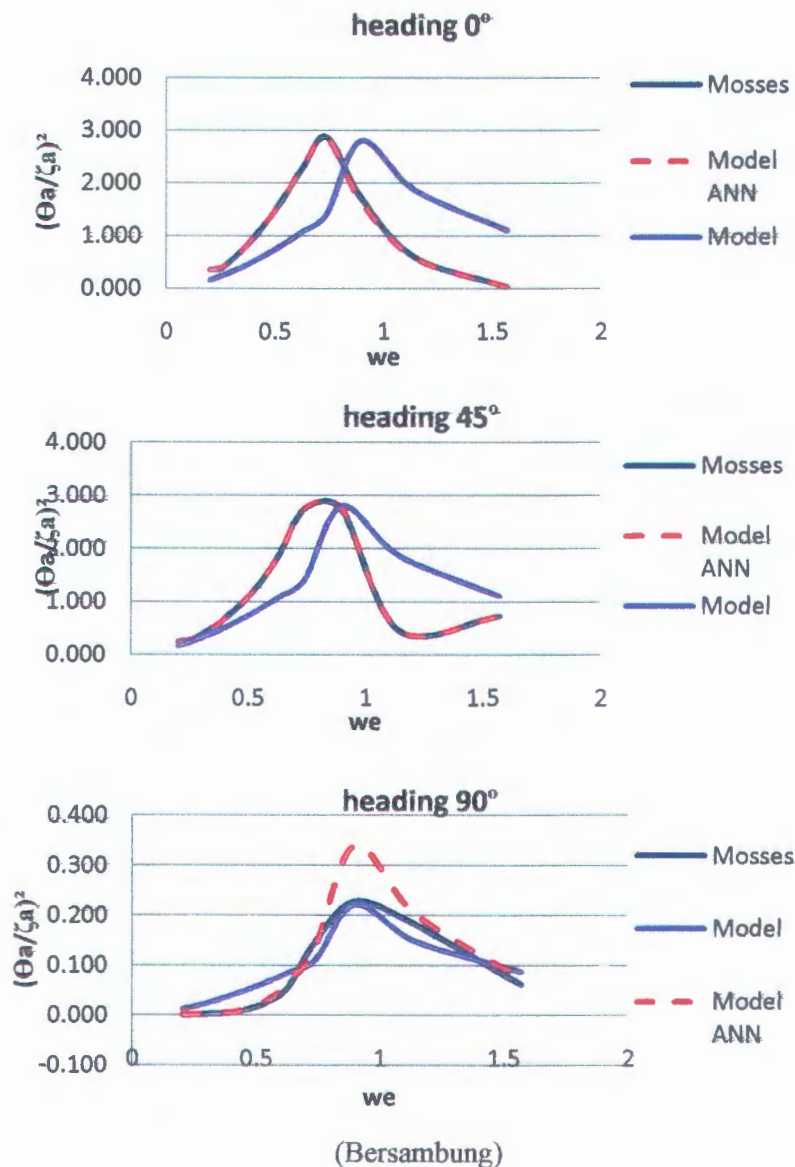 heading 0°
4.000
3.000
2.000
1.000
0.000
(Θa/ζa)²
0
0.5
1
1.5
2
we
Mosses
Model
ANN
Model
heading 45°
4.000
3.000
2.000
1.000
0.000
(Θa/ζa)²
0
0.5
1
1.5
2
we
Mosses
Model
ANN
Model
heading 90°
0.400
0.300
0.200
0.100
0.000
-0.100
(Θa/ζa)²
0
0.5
1
1.5
2
we
Mosses
Model
Model
ANN
(Bersambung)